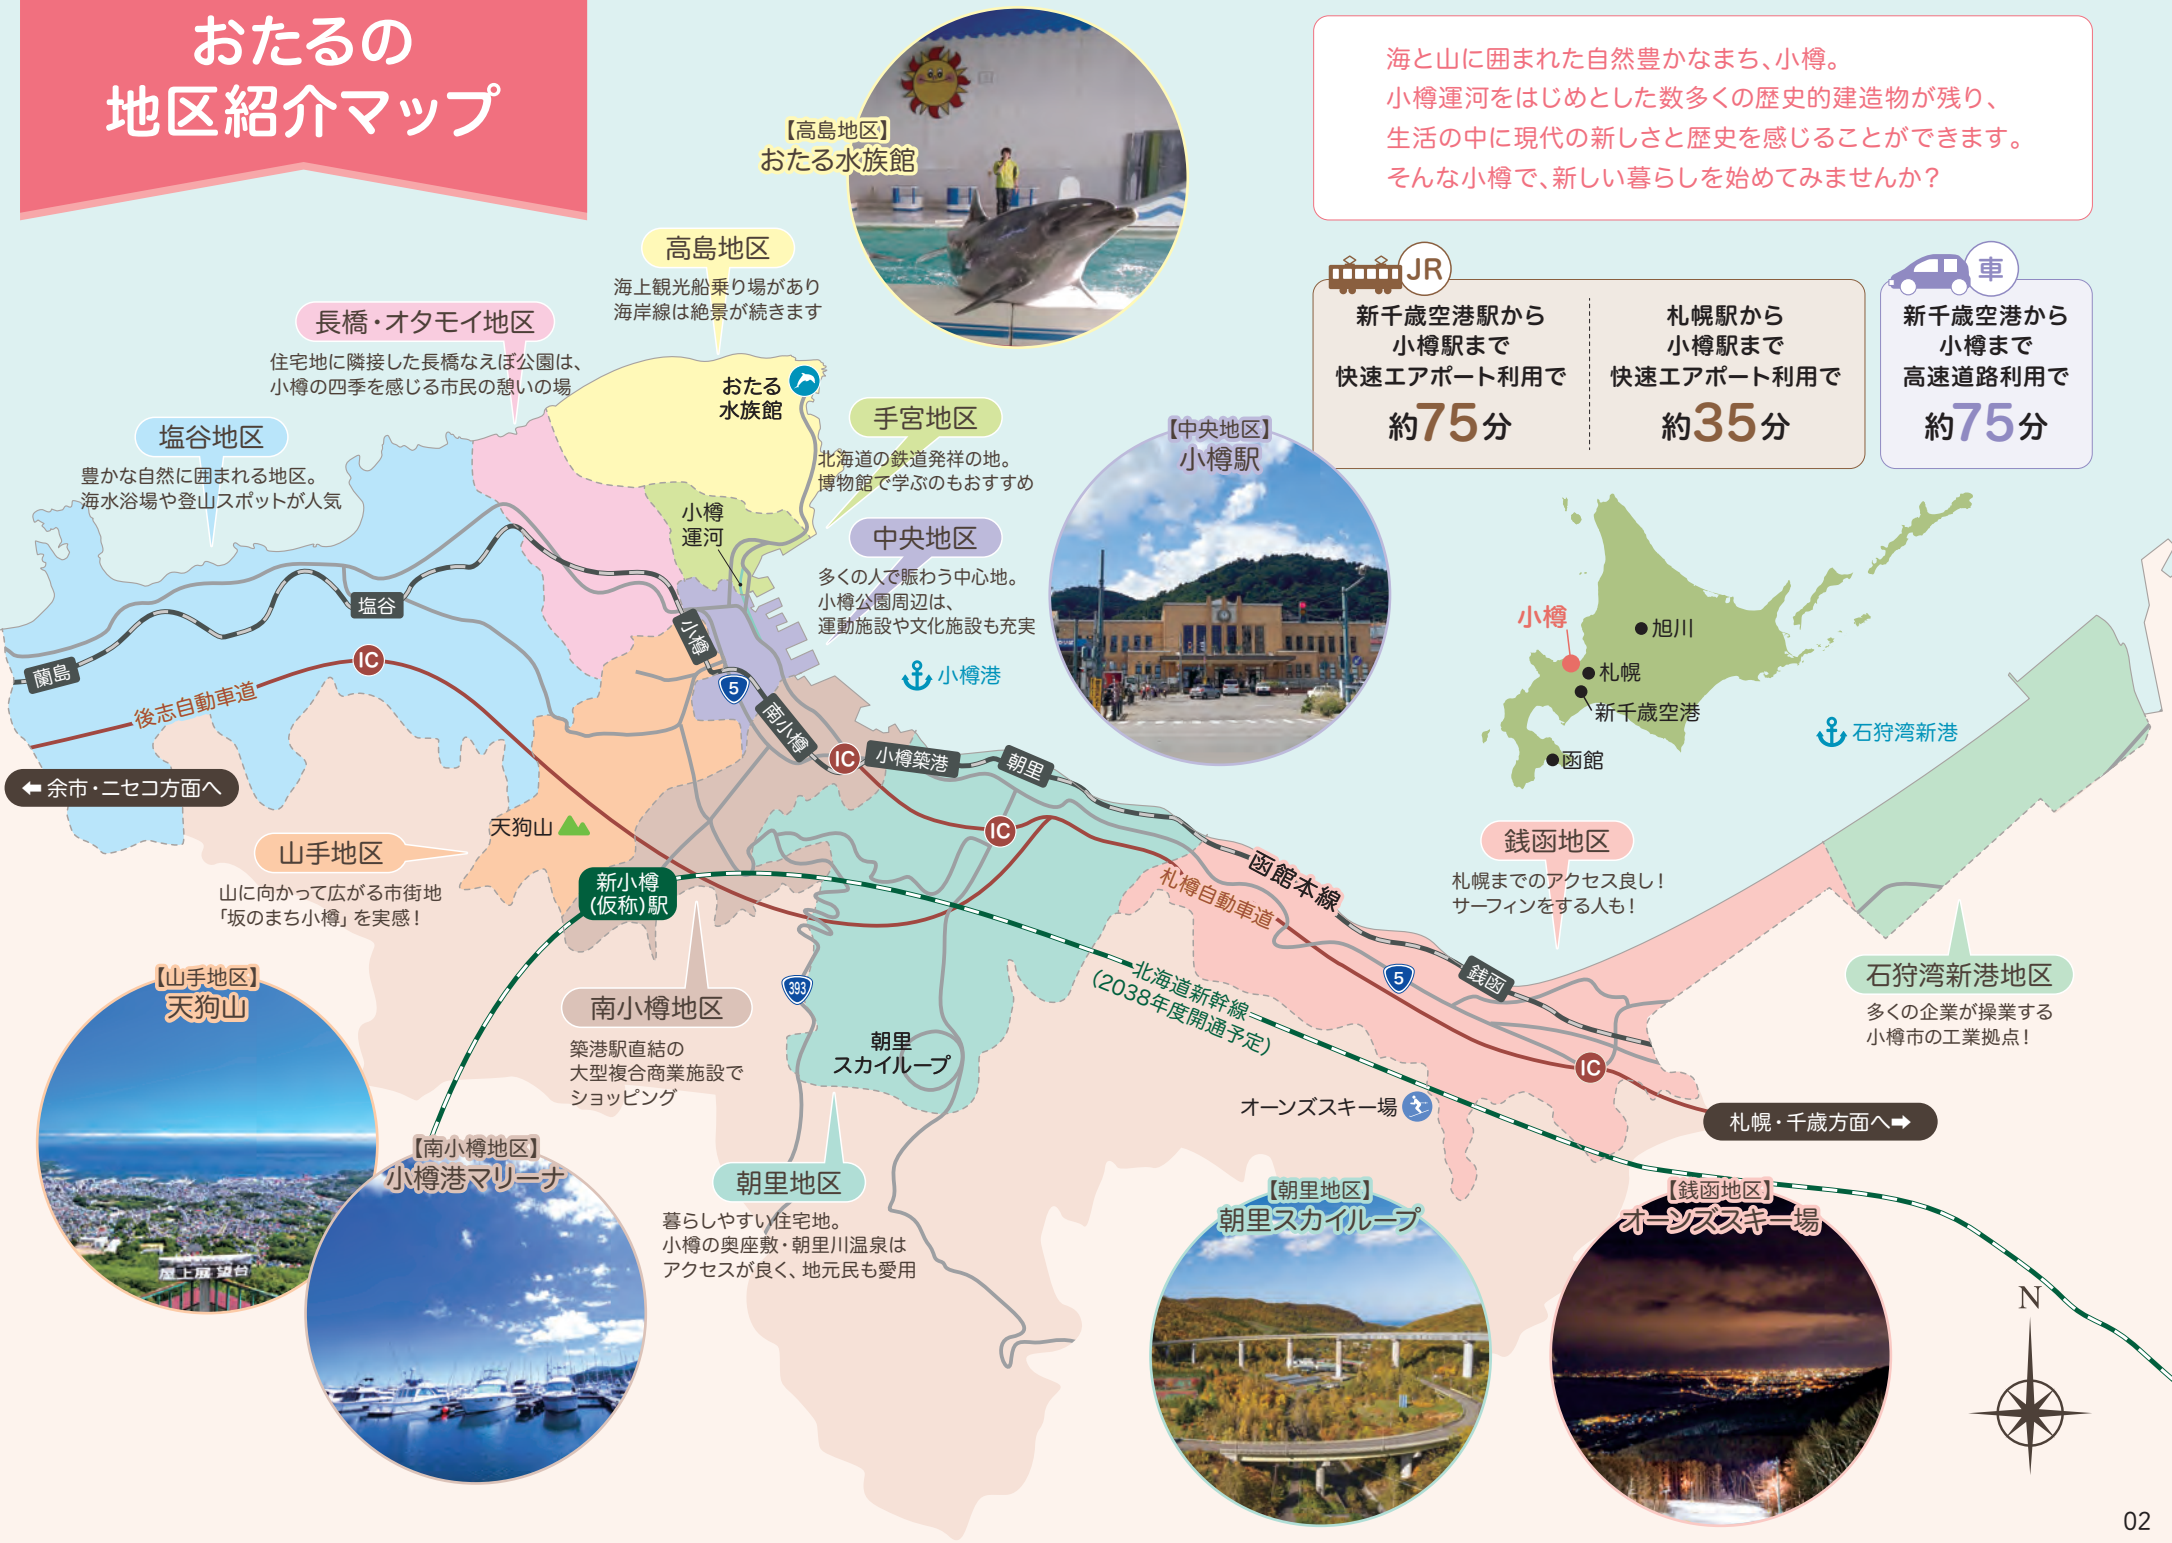 おたるの
地区紹介マップ
海と山に囲まれた自然豊かなまち、小樽。
小樽運河をはじめとした数多くの歴史的建造物が残り、
生活の中に現代の新しさと歴史を感じることができます。
そんな小樽で、新しい暮らしを始めてみませんか?
JR
新千歳空港駅から
小樽駅まで
快速エアポート利用で
約75分
札幌駅から
小樽駅まで
快速エアポート利用で
約35分
車
新千歳空港から
小樽まで
高速道路利用で
約75分
【高島地区】
おたる水族館
高島地区
海上観光船乗り場があり
海岸線は絶景が続きます
長橋・オタモイ地区
住宅地に隣接した長橋なえぼ公園は、
小樽の四季を感じる市民の憩いの場
塩谷地区
豊かな自然に囲まれる地区。
海水浴場や登山スポットが人気
おたる
水族館
手宮地区
北海道の鉄道発祥の地。
博物館で学ぶのもおすすめ
小樽
運河
中央地区
多くの人で賑わう中心地。
小樽公園周辺は、
運動施設や文化施設も充実
【中央地区】
小樽駅
小樽港
小樽
旭川
札幌
新千歳空港
函館
石狩湾新港
塩谷
蘭島
小樽
IC
後志自動車道
5
南小樽
IC
小樽築港
朝里
←余市・ニセコ方面へ
天狗山
IC
山手地区
山に向かって広がる市街地
「坂のまち小樽」を実感!
新小樽
(仮称)駅
函館本線
札樽自動車道
銭函地区
札幌までのアクセス良し!
サーフィンをする人も!
石狩湾新港地区
多くの企業が操業する
小樽市の工業拠点!
【山手地区】
天狗山
屋上展望台
南小樽地区
築港駅直結の
大型複合商業施設で
ショッピング
393
朝里
スカイループ
北海道新幹線
(2038年度開通予定)
5
銭函
IC
オーンズスキー場
札幌・千歳方面へ→
【南小樽地区】
小樽港マリーナ
朝里地区
暮らしやすい住宅地。
小樽の奥座敷・朝里川温泉は
アクセスが良く、地元民も愛用
【朝里地区】
朝里スカイループ
【銭函地区】
オーンズスキー場
N
02